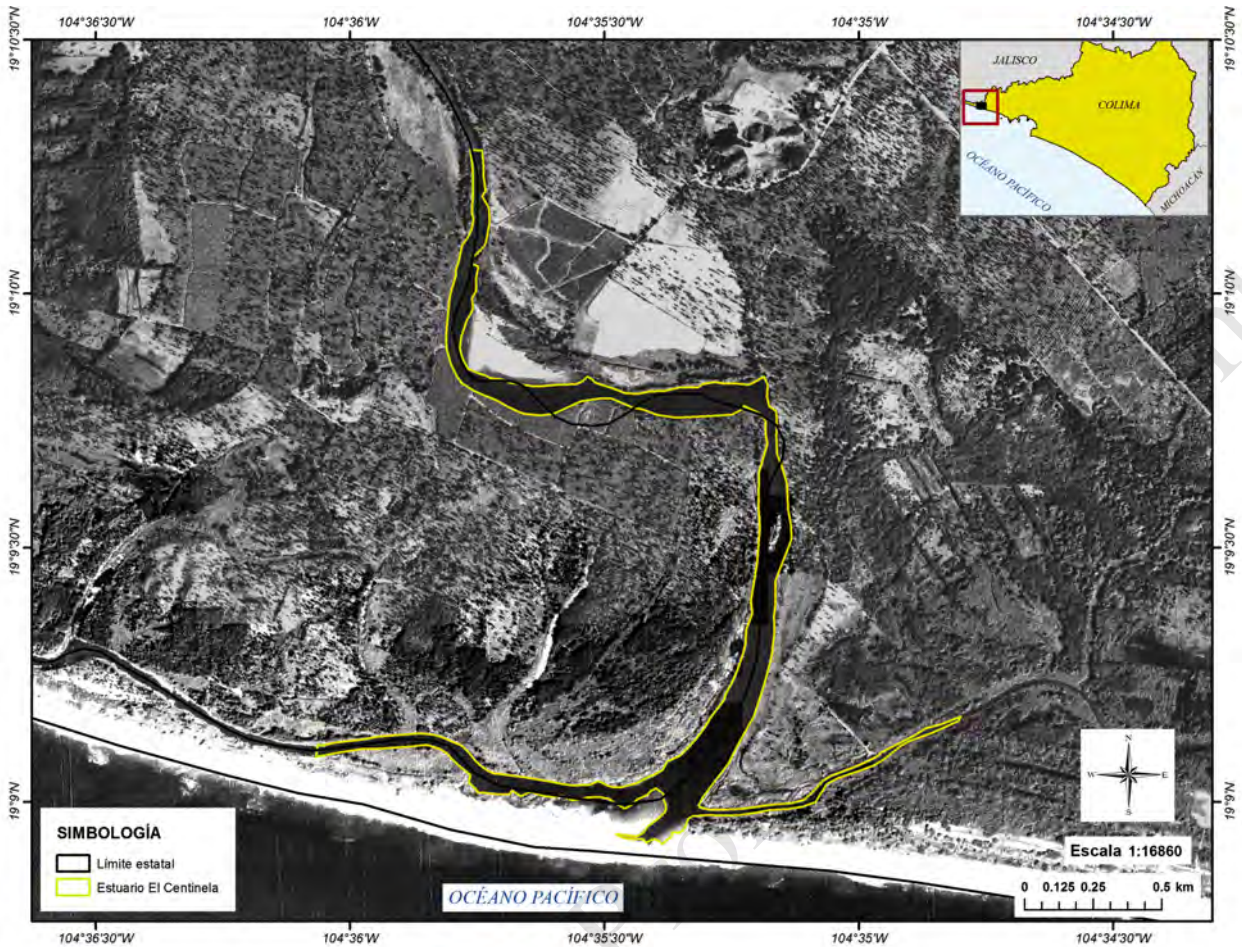 104°36'30"W 104°36'W 104°35'30"W 104°35'W 104°34'30"W
19°10'30"N 19°10'30"N
JALISCO
COLIMA
OCÉANO PACÍFICO
MICHOACÁN
19°10'N 19°10'N
19°9'30"N 19°9'30"N
N
W E
S
19°9'N 19°9'N
SIMBOLOGÍA
Límite estatal
Estuario El Centinela
OCÉANO PACÍFICO
Escala 1:16860
0 0.125 0.25 0.5 km
104°36'30"W 104°36'W 104°35'30"W 104°35'W 104°34'30"W